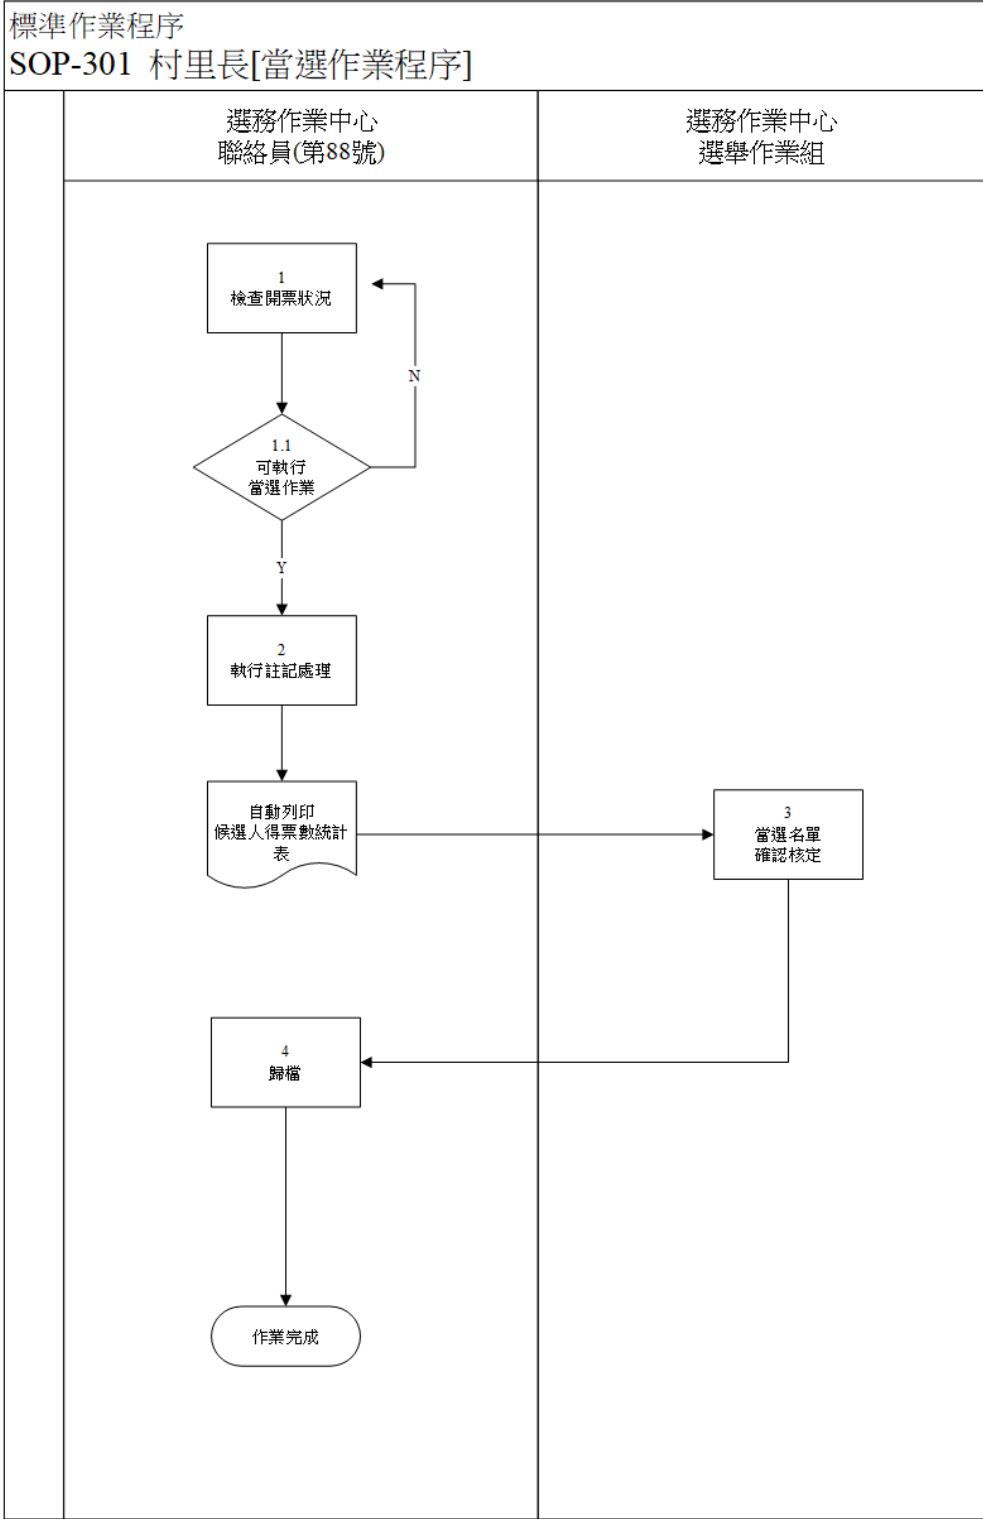 標準作業程序
SOP-301 村里長[當選作業程序]
選務作業中心
聯絡員(第88號)
選務作業中心
選舉作業組
1
檢查開票狀況
N
1.1
可執行
當選作業
Y
2
執行註記處理
自動列印
候選人得票數統計
表
3
當選名單
確認核定
4
歸檔
作業完成